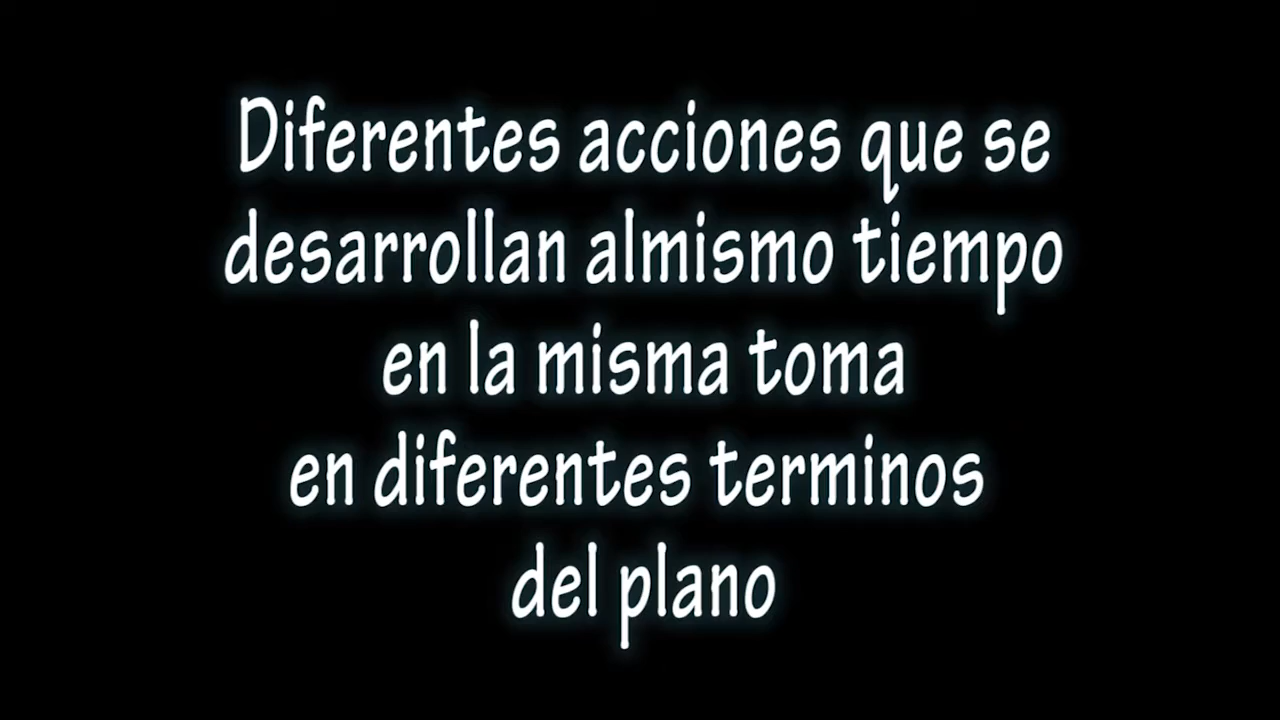 Diferentes acciones que se
desarrollan almismo tiempo
en la misma toma
en diferentes terminos
del plano